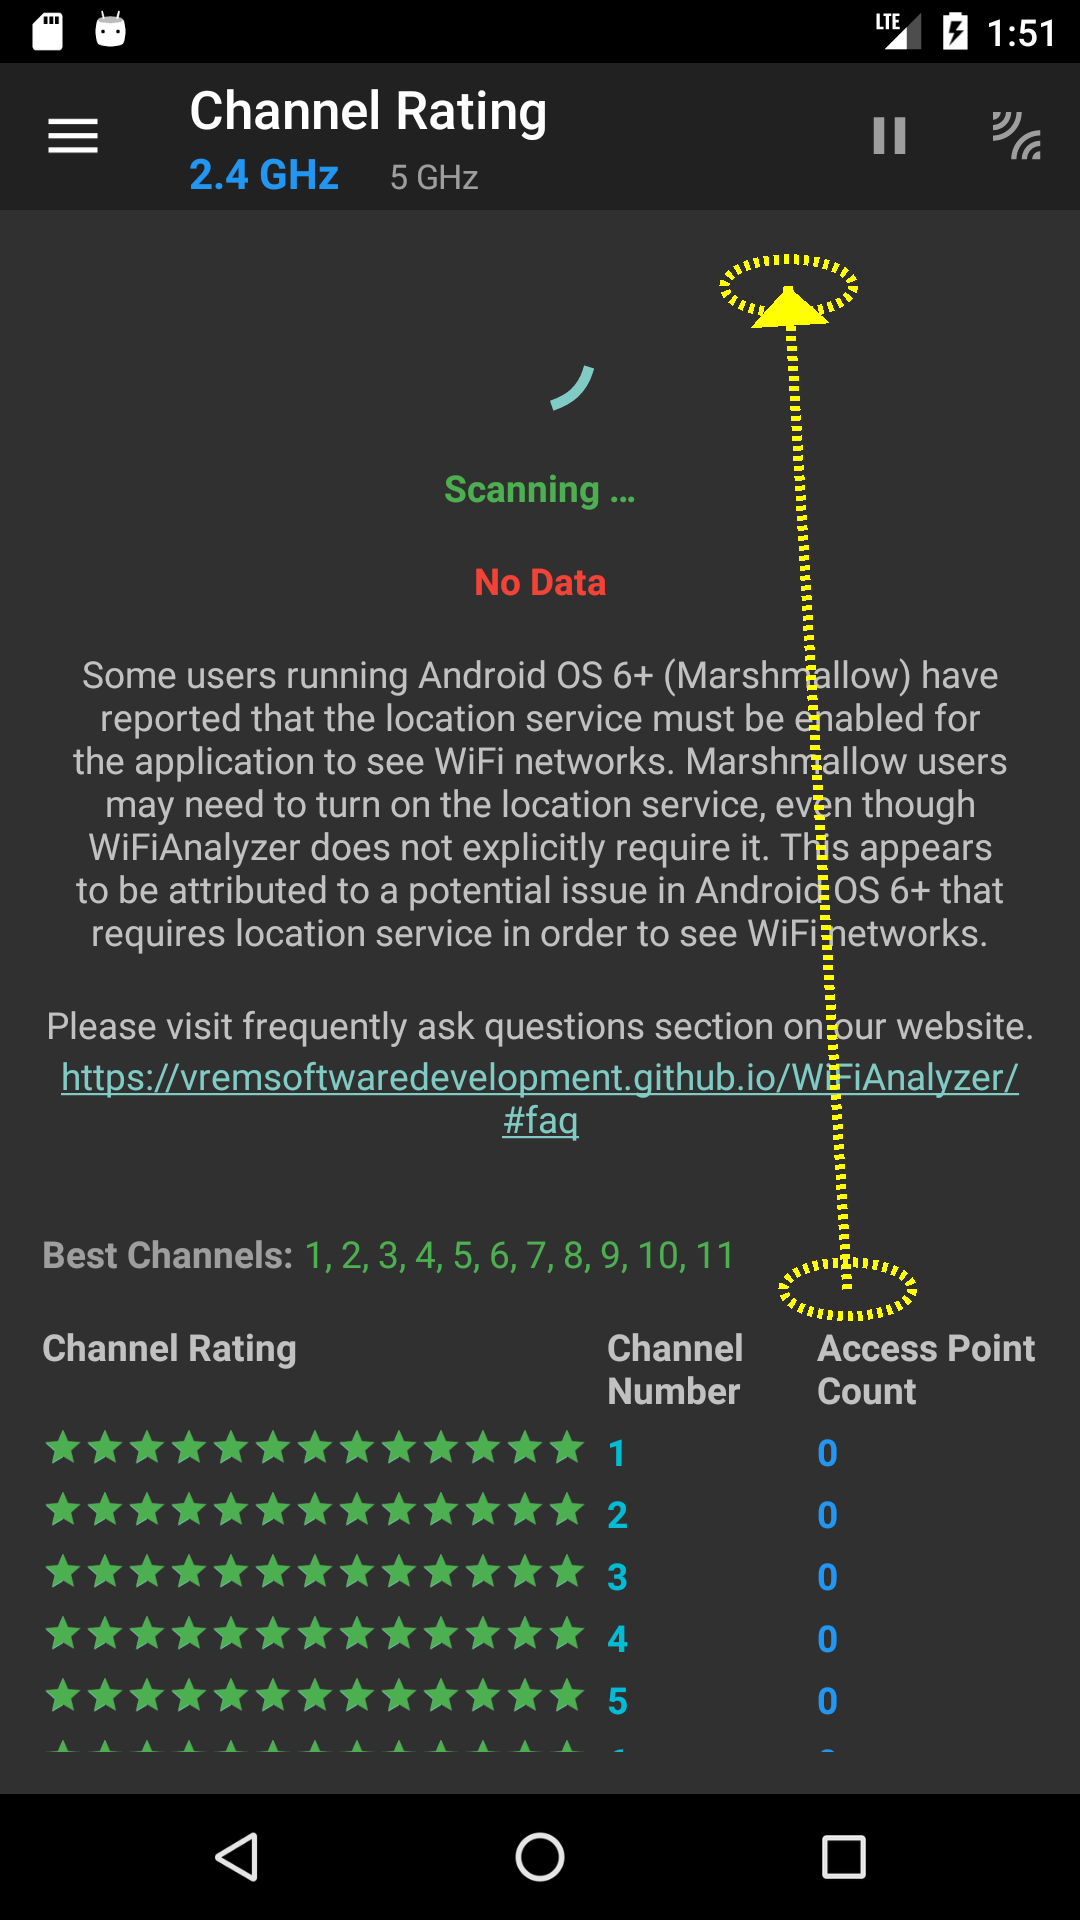 LTE 1:51
Channel Rating
2.4 GHz 5 GHz
Scanning ...
No Data
Some users running Android OS 6+ (Marshmallow) have
reported that the location service must be enabled for
the application to see WiFi networks. Marshmallow users
may need to turn on the location service, even though
WiFiAnalyzer does not explicitly require it. This appears
to be attributed to a potential issue in Android OS 6+ that
requires location service in order to see WiFi networks.
Please visit frequently ask questions section on our website.
https://vremsoftwaredevelopment.github.io/WiFiAnalyzer/
#faq
Best Channels: 1, 2, 3, 4, 5, 6, 7, 8, 9, 10, 11
Channel Rating Channel Access Point
Number Count
1 0
2 0
3 0
4 0
5 0